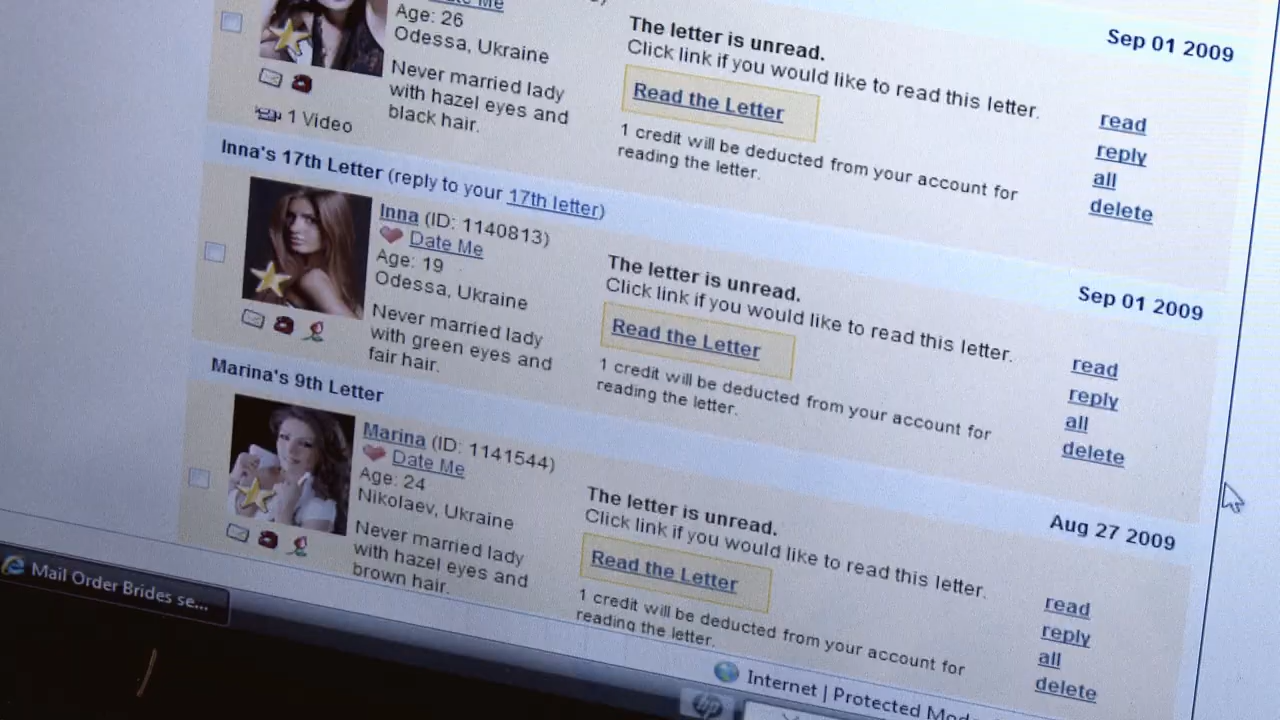 Date Me
Age: 26
Odessa, Ukraine
Never married lady
with hazel eyes and
black hair.
1 Video
The letter is unread.
Click link if you would like to read this letter.
Read the Letter
1 credit will be deducted from your account for
reading the letter.
Sep 01 2009
read
reply
all
delete
Inna's 17th Letter (reply to your 17th letter)
Inna (ID: 1140813)
Date Me
Age: 19
Odessa, Ukraine
Never married lady
with green eyes and
fair hair.
The letter is unread.
Click link if you would like to read this letter.
Read the Letter
1 credit will be deducted from your account for
reading the letter.
Sep 01 2009
read
reply
all
delete
Marina's 9th Letter
Marina (ID: 1141544)
Date Me
Age: 24
Nikolaev, Ukraine
Never married lady
with hazel eyes and
brown hair.
The letter is unread.
Click link if you would like to read this letter.
Read the Letter
1 credit will be deducted from your account for
reading the letter.
Aug 27 2009
read
reply
all
delete
Mail Order Brides se...
Internet | Protected Mod
hp